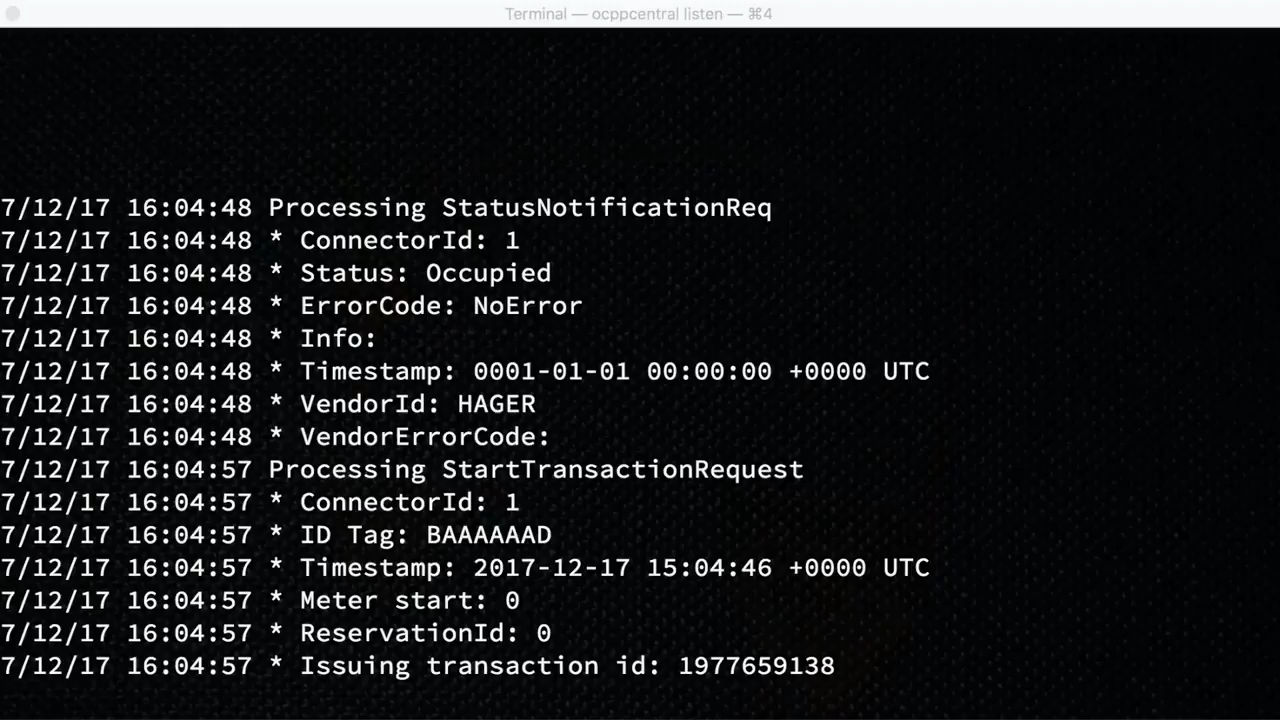 Terminal — ocppcentral listen — ⌘4
7/12/17 16:04:48 Processing StatusNotificationReq
7/12/17 16:04:48 * ConnectorId: 1
7/12/17 16:04:48 * Status: Occupied
7/12/17 16:04:48 * ErrorCode: NoError
7/12/17 16:04:48 * Info:
7/12/17 16:04:48 * Timestamp: 0001-01-01 00:00:00 +0000 UTC
7/12/17 16:04:48 * VendorId: HAGER
7/12/17 16:04:48 * VendorErrorCode:
7/12/17 16:04:57 Processing StartTransactionRequest
7/12/17 16:04:57 * ConnectorId: 1
7/12/17 16:04:57 * ID Tag: BAAAAAAD
7/12/17 16:04:57 * Timestamp: 2017-12-17 15:04:46 +0000 UTC
7/12/17 16:04:57 * Meter start: 0
7/12/17 16:04:57 * ReservationId: 0
7/12/17 16:04:57 * Issuing transaction id: 1977659138